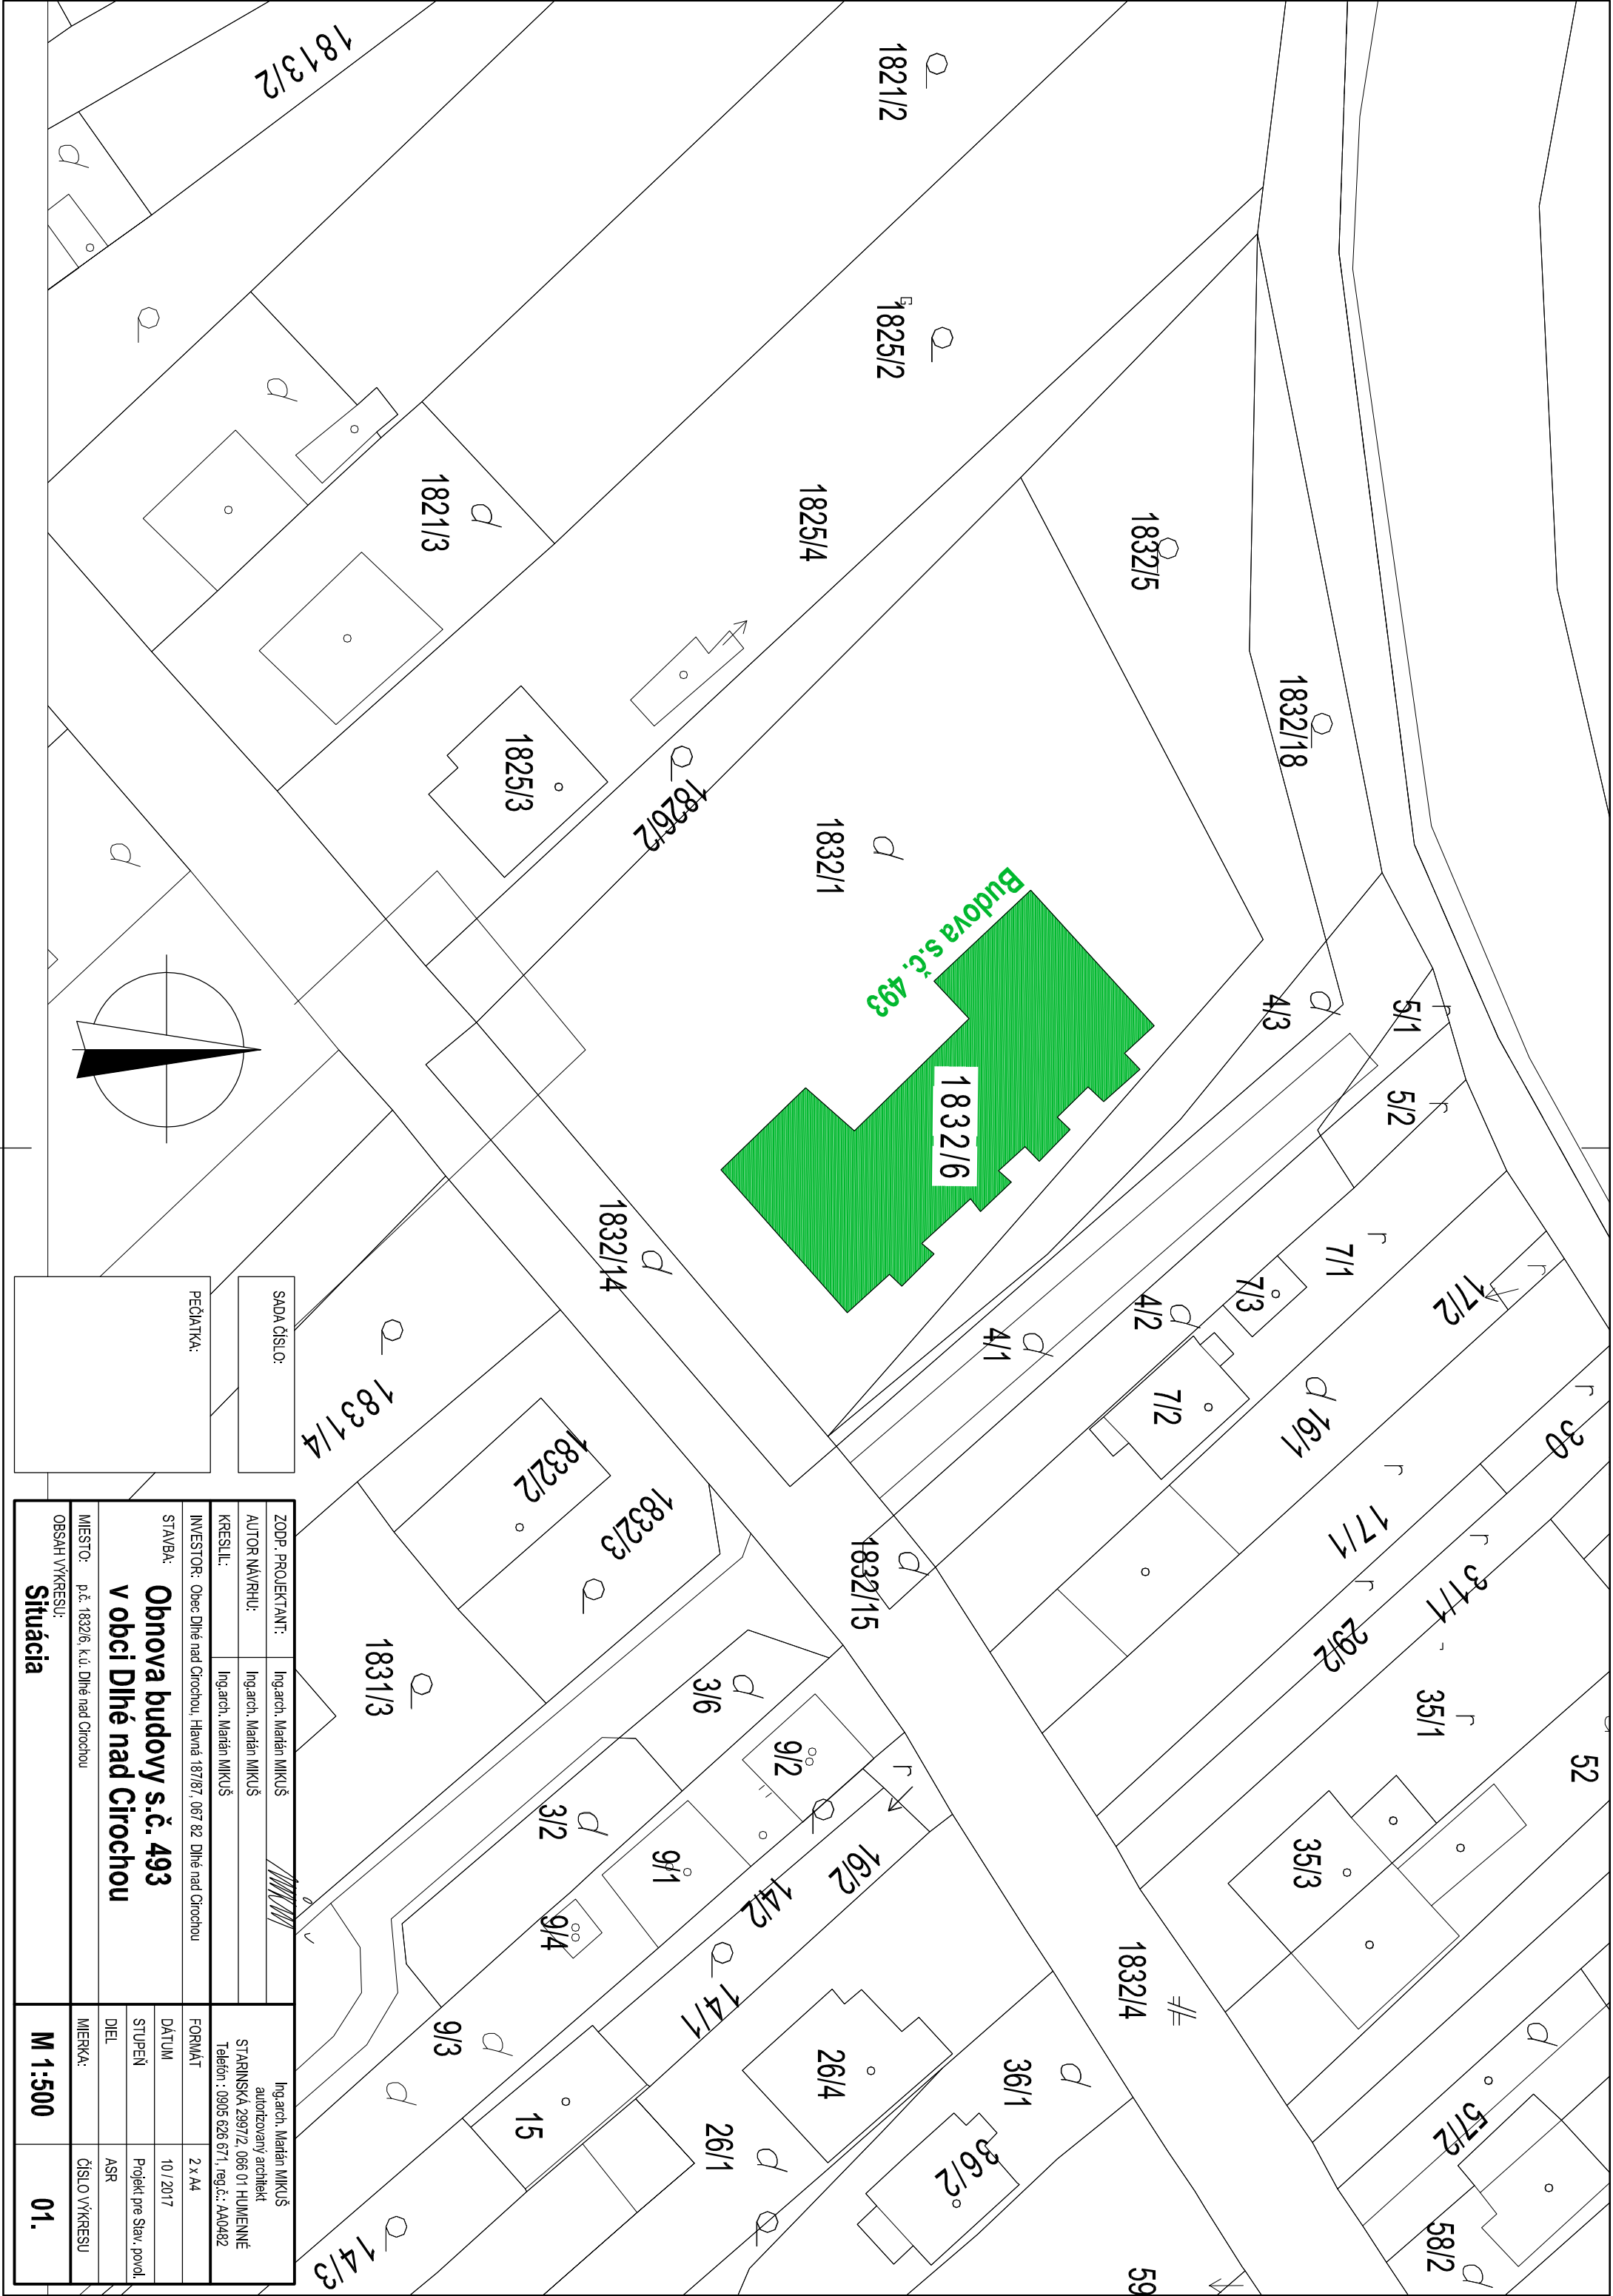 1813/2
1821/2
1825/2
1821/3
1825/4
1832/5
1832/18
1825/3
1826/2
1832/1
Budova s.č. 493
1832/6
4/3
5/1
5/2
1832/14
4/1
4/2
7/3
7/1
17/2
7/2
16/1
30
17/1
31/1
29/2
35/1
52
1831/4
1832/2
1832/3
1832/15
1831/3
3/6
9/2
3/2
9/1
9/4
14/2
16/2
35/3
9/3
14/1
1832/4
15
26/4
36/1
26/1
36/2
57/2
58/2
14/3
59
SADA ČÍSLO:
PEČIATKA:
ZODP. PROJEKTANT: Ing.arch. Marián MIKUŠ
AUTOR NÁVRHU: Ing.arch. Marián MIKUŠ
KRESLIL: Ing.arch. Marián MIKUŠ
Ing.arch. Marián MIKUŠ
autorizovaný architekt
STARINSKÁ 2997/2, 066 01 HUMENNÉ
Telefón : 0905 626 671, reg.č.: AA0482
INVESTOR: Obec Dlhé nad Cirochou, Hlavná 187/87, 067 82 Dlhé nad Cirochou
STAVBA: Obnova budovy s.č. 493
v obci Dlhé nad Cirochou
MIESTO: p.č. 1832/6, k.ú. Dlhé nad Cirochou
OBSAH VÝKRESU:
Situácia
FORMÁT 2 x A4
DÁTUM 10 / 2017
STUPEŇ Projekt pre Stav. povol.
DIEL ASR
MIERKA: ČÍSLO VÝKRESU
M 1:500 01.